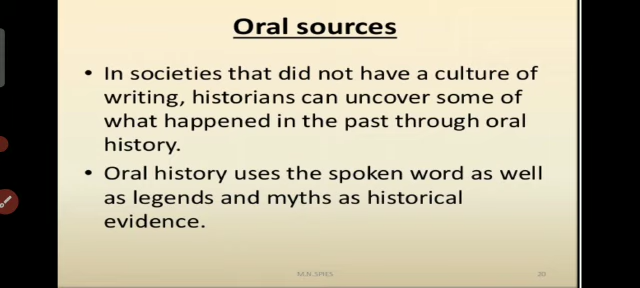 Oral sources
• In societies that did not have a culture of
writing, historians can uncover some of
what happened in the past through oral
history.
• Oral history uses the spoken word as well
as legends and myths as historical
evidence.
M.N.SPIES
20